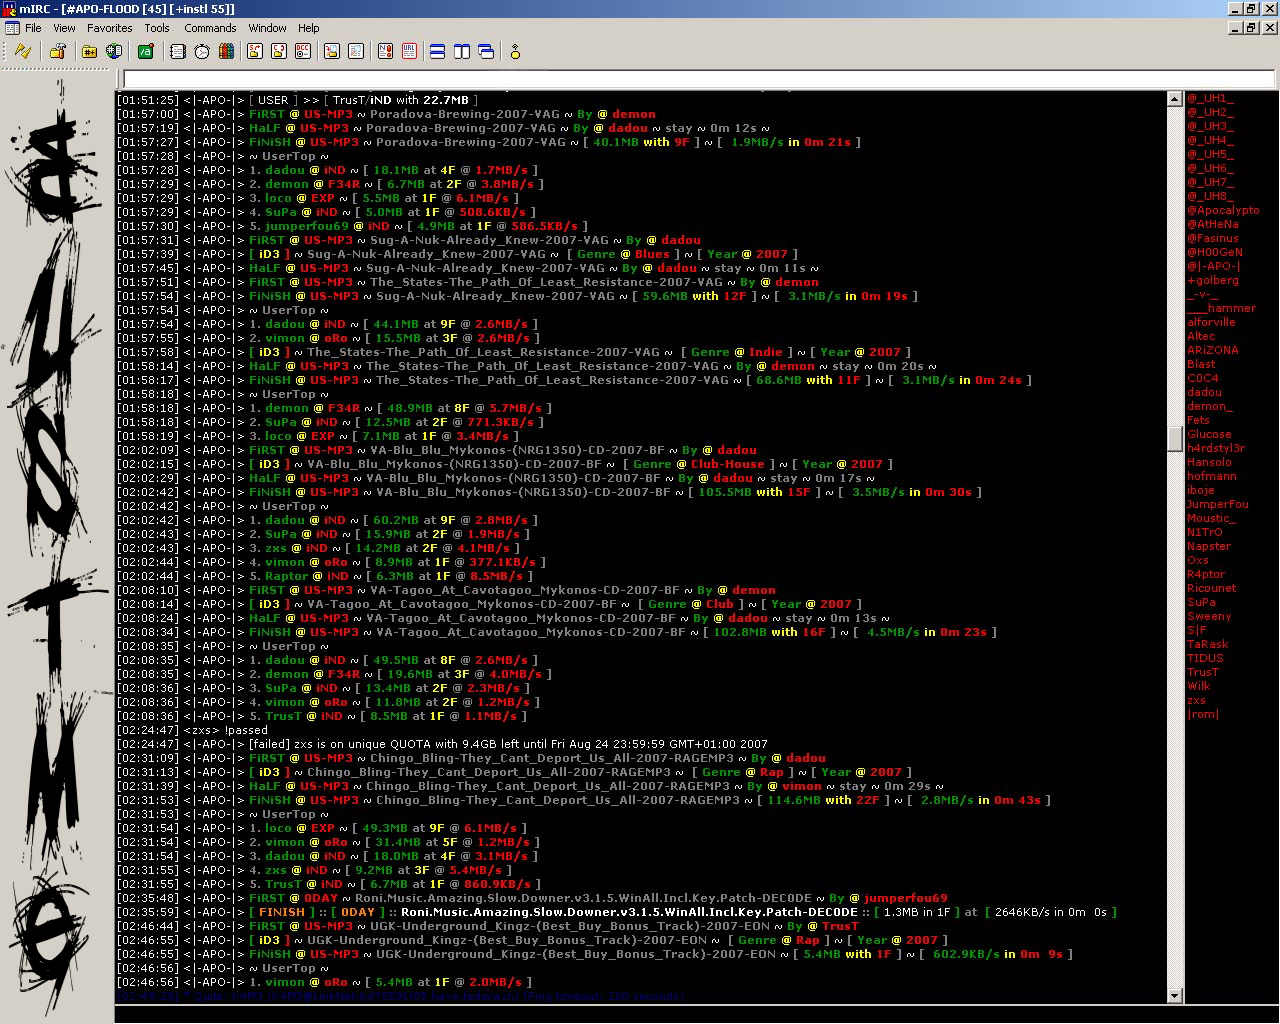 mIRC - [#APO-FLOOD [45] [+instl 55]]
File View Favorites Tools Commands Window Help
[01:51:25] <|-APO-|> [ USER ] >> [ TrusT/iND with 22.7MB ]
[01:57:00] <|-APO-|> FiRST @ US-MP3 ~ Poradova-Brewing-2007-VAG ~ By @ demon
[01:57:19] <|-APO-|> HaLF @ US-MP3 ~ Poradova-Brewing-2007-VAG ~ By @ dadou ~ stay ~ 0m 12s ~
[01:57:27] <|-APO-|> FiNiSH @ US-MP3 ~ Poradova-Brewing-2007-VAG ~ [ 40.1MB with 9F ] ~ [ 1.9MB/s in 0m 21s ]
[01:57:28] <|-APO-|> ~ UserTop ~
[01:57:28] <|-APO-|> 1. dadou @ iND ~ [ 18.1MB at 4F @ 1.7MB/s ]
[01:57:29] <|-APO-|> 2. demon @ F34R ~ [ 6.7MB at 2F @ 3.8MB/s ]
[01:57:29] <|-APO-|> 3. loco @ EXP ~ [ 5.5MB at 1F @ 6.1MB/s ]
[01:57:29] <|-APO-|> 4. SuPa @ iND ~ [ 5.0MB at 1F @ 508.6KB/s ]
[01:57:30] <|-APO-|> 5. jumperfou69 @ iND ~ [ 4.9MB at 1F @ 586.5KB/s ]
[01:57:31] <|-APO-|> FiRST @ US-MP3 ~ Sug-A-Nuk-Already_Knew-2007-VAG ~ By @ dadou
[01:57:39] <|-APO-|> [ iD3 ] ~ Sug-A-Nuk-Already_Knew-2007-VAG ~ [ Genre @ Blues ] ~ [ Year @ 2007 ]
[01:57:45] <|-APO-|> HaLF @ US-MP3 ~ Sug-A-Nuk-Already_Knew-2007-VAG ~ By @ dadou ~ stay ~ 0m 11s ~
[01:57:51] <|-APO-|> FiRST @ US-MP3 ~ The_States-The_Path_Of_Least_Resistance-2007-VAG ~ By @ demon
[01:57:54] <|-APO-|> FiNiSH @ US-MP3 ~ Sug-A-Nuk-Already_Knew-2007-VAG ~ [ 59.6MB with 12F ] ~ [ 3.1MB/s in 0m 19s ]
[01:57:54] <|-APO-|> ~ UserTop ~
[01:57:54] <|-APO-|> 1. dadou @ iND ~ [ 44.1MB at 9F @ 2.6MB/s ]
[01:57:55] <|-APO-|> 2. vimon @ oRo ~ [ 15.5MB at 3F @ 2.6MB/s ]
[01:57:58] <|-APO-|> [ iD3 ] ~ The_States-The_Path_Of_Least_Resistance-2007-VAG ~ [ Genre @ Indie ] ~ [ Year @ 2007 ]
[01:58:14] <|-APO-|> HaLF @ US-MP3 ~ The_States-The_Path_Of_Least_Resistance-2007-VAG ~ By @ demon ~ stay ~ 0m 20s ~
[01:58:17] <|-APO-|> FiNiSH @ US-MP3 ~ The_States-The_Path_Of_Least_Resistance-2007-VAG ~ [ 68.6MB with 11F ] ~ [ 3.1MB/s in 0m 24s ]
[01:58:18] <|-APO-|> ~ UserTop ~
[01:58:18] <|-APO-|> 1. demon @ F34R ~ [ 48.9MB at 8F @ 5.7MB/s ]
[01:58:18] <|-APO-|> 2. SuPa @ iND ~ [ 12.5MB at 2F @ 771.3KB/s ]
[01:58:19] <|-APO-|> 3. loco @ EXP ~ [ 7.1MB at 1F @ 3.4MB/s ]
[02:02:09] <|-APO-|> FiRST @ US-MP3 ~ VA-Blu_Blu_Mykonos-(NRG1350)-CD-2007-BF ~ By @ dadou
[02:02:15] <|-APO-|> [ iD3 ] ~ VA-Blu_Blu_Mykonos-(NRG1350)-CD-2007-BF ~ [ Genre @ Club-House ] ~ [ Year @ 2007 ]
[02:02:29] <|-APO-|> HaLF @ US-MP3 ~ VA-Blu_Blu_Mykonos-(NRG1350)-CD-2007-BF ~ By @ dadou ~ stay ~ 0m 17s ~
[02:02:42] <|-APO-|> FiNiSH @ US-MP3 ~ VA-Blu_Blu_Mykonos-(NRG1350)-CD-2007-BF ~ [ 105.5MB with 15F ] ~ [ 3.5MB/s in 0m 30s ]
[02:02:42] <|-APO-|> ~ UserTop ~
[02:02:42] <|-APO-|> 1. dadou @ iND ~ [ 60.2MB at 9F @ 2.8MB/s ]
[02:02:43] <|-APO-|> 2. SuPa @ iND ~ [ 15.9MB at 2F @ 1.9MB/s ]
[02:02:43] <|-APO-|> 3. zxs @ iND ~ [ 14.2MB at 2F @ 4.1MB/s ]
[02:02:44] <|-APO-|> 4. vimon @ oRo ~ [ 8.9MB at 1F @ 377.1KB/s ]
[02:02:44] <|-APO-|> 5. Raptor @ iND ~ [ 6.3MB at 1F @ 8.5MB/s ]
[02:08:10] <|-APO-|> FiRST @ US-MP3 ~ VA-Tagoo_At_Cavotagoo_Mykonos-CD-2007-BF ~ By @ demon
[02:08:14] <|-APO-|> [ iD3 ] ~ VA-Tagoo_At_Cavotagoo_Mykonos-CD-2007-BF ~ [ Genre @ Club ] ~ [ Year @ 2007 ]
[02:08:24] <|-APO-|> HaLF @ US-MP3 ~ VA-Tagoo_At_Cavotagoo_Mykonos-CD-2007-BF ~ By @ dadou ~ stay ~ 0m 13s ~
[02:08:34] <|-APO-|> FiNiSH @ US-MP3 ~ VA-Tagoo_At_Cavotagoo_Mykonos-CD-2007-BF ~ [ 102.8MB with 16F ] ~ [ 4.5MB/s in 0m 23s ]
[02:08:35] <|-APO-|> ~ UserTop ~
[02:08:35] <|-APO-|> 1. dadou @ iND ~ [ 49.5MB at 8F @ 2.6MB/s ]
[02:08:35] <|-APO-|> 2. demon @ F34R ~ [ 19.6MB at 3F @ 4.0MB/s ]
[02:08:36] <|-APO-|> 3. SuPa @ iND ~ [ 13.4MB at 2F @ 2.3MB/s ]
[02:08:36] <|-APO-|> 4. vimon @ oRo ~ [ 11.8MB at 2F @ 1.2MB/s ]
[02:08:36] <|-APO-|> 5. TrusT @ iND ~ [ 8.5MB at 1F @ 1.1MB/s ]
[02:24:47] <zxs> !passed
[02:24:47] <|-APO-|> [failed] zxs is on unique QUOTA with 9.4GB left until Fri Aug 24 23:59:59 GMT+01:00 2007
[02:31:09] <|-APO-|> FiRST @ US-MP3 ~ Chingo_Bling-They_Cant_Deport_Us_All-2007-RAGEMP3 ~ By @ dadou
[02:31:13] <|-APO-|> [ iD3 ] ~ Chingo_Bling-They_Cant_Deport_Us_All-2007-RAGEMP3 ~ [ Genre @ Rap ] ~ [ Year @ 2007 ]
[02:31:39] <|-APO-|> HaLF @ US-MP3 ~ Chingo_Bling-They_Cant_Deport_Us_All-2007-RAGEMP3 ~ By @ vimon ~ stay ~ 0m 29s ~
[02:31:53] <|-APO-|> FiNiSH @ US-MP3 ~ Chingo_Bling-They_Cant_Deport_Us_All-2007-RAGEMP3 ~ [ 114.6MB with 22F ] ~ [ 2.8MB/s in 0m 43s ]
[02:31:53] <|-APO-|> ~ UserTop ~
[02:31:54] <|-APO-|> 1. loco @ EXP ~ [ 49.3MB at 9F @ 6.1MB/s ]
[02:31:54] <|-APO-|> 2. vimon @ oRo ~ [ 31.4MB at 5F @ 1.2MB/s ]
[02:31:54] <|-APO-|> 3. dadou @ iND ~ [ 18.0MB at 4F @ 3.1MB/s ]
[02:31:55] <|-APO-|> 4. zxs @ iND ~ [ 9.2MB at 3F @ 5.4MB/s ]
[02:31:55] <|-APO-|> 5. TrusT @ iND ~ [ 6.7MB at 1F @ 860.9KB/s ]
[02:35:48] <|-APO-|> FiRST @ 0DAY ~ Roni.Music.Amazing.Slow.Downer.v3.1.5.WinAll.Incl.Key.Patch-DECODE ~ By @ jumperfou69
[02:35:59] <|-APO-|> [ FINISH ] :: [ 0DAY ] :: Roni.Music.Amazing.Slow.Downer.v3.1.5.WinAll.Incl.Key.Patch-DECODE :: [ 1.3MB in 1F ] at [ 2646KB/s in 0m 0s ]
[02:46:44] <|-APO-|> FiRST @ US-MP3 ~ UGK-Underground_Kingz-(Best_Buy_Bonus_Track)-2007-EON ~ By @ TrusT
[02:46:55] <|-APO-|> [ iD3 ] ~ UGK-Underground_Kingz-(Best_Buy_Bonus_Track)-2007-EON ~ [ Genre @ Rap ] ~ [ Year @ 2007 ]
[02:46:55] <|-APO-|> FiNiSH @ US-MP3 ~ UGK-Underground_Kingz-(Best_Buy_Bonus_Track)-2007-EON ~ [ 5.4MB with 1F ] ~ [ 602.9KB/s in 0m 9s ]
[02:46:56] <|-APO-|> ~ UserTop ~
[02:46:56] <|-APO-|> 1. vimon @ oRo ~ [ 5.4MB at 1F @ 2.0MB/s ]
@_UH1_
@_UH2_
@_UH3_
@_UH4_
@_UH5_
@_UH6_
@_UH7_
@_UH8_
@Apocalypto
@AtHeNa
@Fasinus
@H00GeN
@|-APO-|
+golberg
_-v-_
___hammer
alforville
Altec
ARiZONA
Blast
C0C4
dadou
demon_
Fets
Glucose
h4rdstyl3r
Hansolo
hofmann
iboje
JumperFou
Moustic_
N1TrO
Napster
Oxs
R4ptor
Ricounet
SuPa
Sweeny
S|F
TaRask
TIDUS
TrusT
Wilk
zxs
|rom|